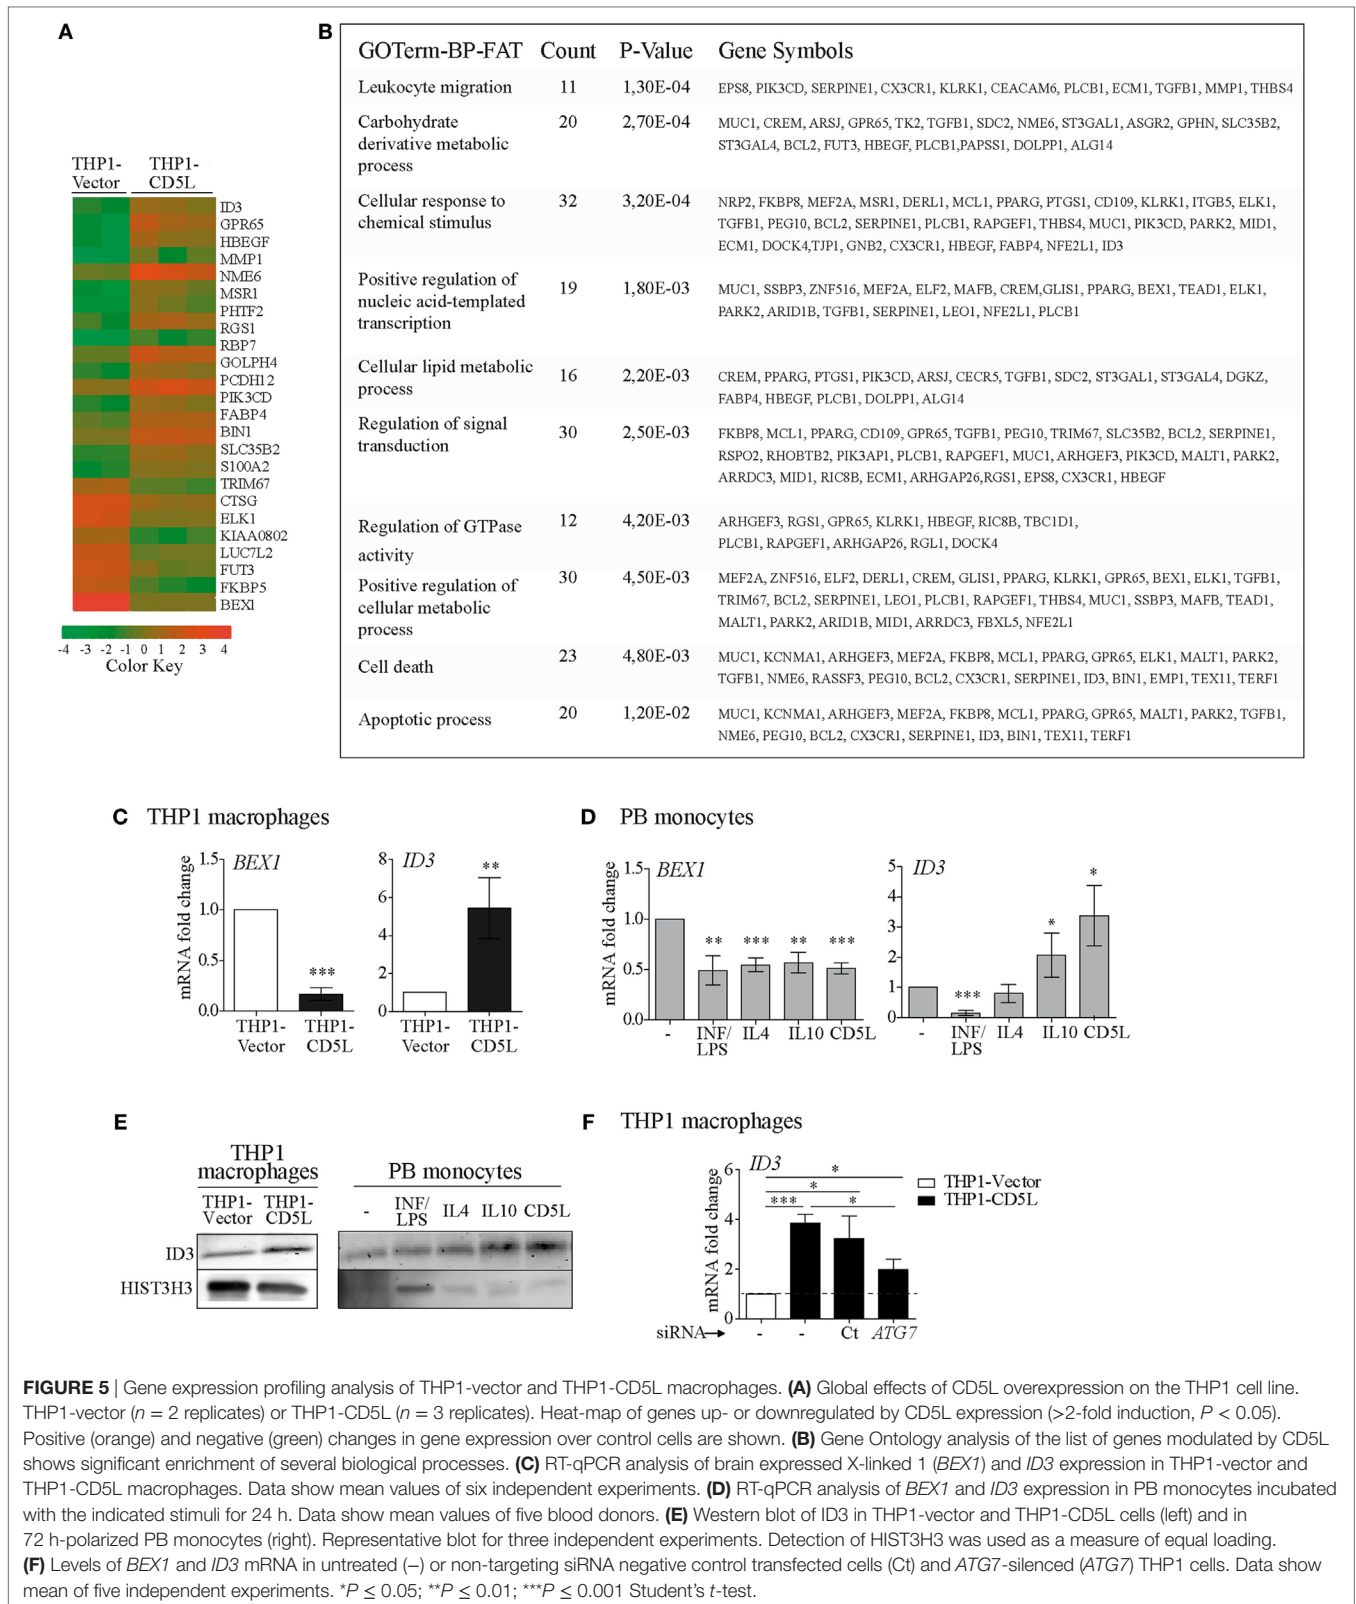 A
THP1-
Vector
THP1-
CD5L
ID3
GPR65
HBEGF
MMP1
NME6
MSR1
PHTF2
RGS1
RBP7
GOLPH4
PCDH12
PIK3CD
FABP4
BIN1
SLC35B2
S100A2
TRIM67
CTSG
ELK1
KIAA0802
LUC7L2
FUT3
FKBP5
BEX1
-4 -3 -2 -1 0 1 2 3 4
Color Key
B
GOTerm-BP-FAT Count P-Value Gene Symbols
Leukocyte migration 11 1,30E-04 EPS8, PIK3CD, SERPINE1, CX3CR1, KLRK1, CEACAM6, PLCB1, ECM1, TGFB1, MMP1, THBS4
Carbohydrate 20 2,70E-04 MUC1, CREM, ARSJ, GPR65, TK2, TGFB1, SDC2, NME6, ST3GAL1, ASGR2, GPHN, SLC35B2,
derivative metabolic ST3GAL4, BCL2, FUT3, HBEGF, PLCB1,PAPSS1, DOLPP1, ALG14
process
Cellular response to 32 3,20E-04 NRP2, FKBP8, MEF2A, MSR1, DERL1, MCL1, PPARG, PTGS1, CD109, KLRK1, ITGB5, ELK1,
chemical stimulus TGFB1, PEG10, BCL2, SERPINE1, PLCB1, RAPGEF1, THBS4, MUC1, PIK3CD, PARK2, MID1,
ECM1, DOCK4,TJP1, GNB2, CX3CR1, HBEGF, FABP4, NFE2L1, ID3
Positive regulation of 19 1,80E-03 MUC1, SSBP3, ZNF516, MEF2A, ELF2, MAFB, CREM,GLIS1, PPARG, BEX1, TEAD1, ELK1,
nucleic acid-templated PARK2, ARID1B, TGFB1, SERPINE1, LEO1, NFE2L1, PLCB1
transcription
Cellular lipid metabolic 16 2,20E-03 CREM, PPARG, PTGS1, PIK3CD, ARSJ, CECR5, TGFB1, SDC2, ST3GAL1, ST3GAL4, DGKZ,
process FABP4, HBEGF, PLCB1, DOLPP1, ALG14
Regulation of signal 30 2,50E-03 FKBP8, MCL1, PPARG, CD109, GPR65, TGFB1, PEG10, TRIM67, SLC35B2, BCL2, SERPINE1,
transduction RSPO2, RHOBTB2, PIK3AP1, PLCB1, RAPGEF1, MUC1, ARHGEF3, PIK3CD, MALT1, PARK2,
ARRDC3, MID1, RIC8B, ECM1, ARHGAP26,RGS1, EPS8, CX3CR1, HBEGF
Regulation of GTPase 12 4,20E-03 ARHGEF3, RGS1, GPR65, KLRK1, HBEGF, RIC8B, TBC1D1,
activity PLCB1, RAPGEF1, ARHGAP26, RGL1, DOCK4
Positive regulation of 30 4,50E-03 MEF2A, ZNF516, ELF2, DERL1, CREM, GLIS1, PPARG, KLRK1, GPR65, BEX1, ELK1, TGFB1,
cellular metabolic TRIM67, BCL2, SERPINE1, LEO1, PLCB1, RAPGEF1, THBS4, MUC1, SSBP3, MAFB, TEAD1,
process MALT1, PARK2, ARID1B, MID1, ARRDC3, FBXL5, NFE2L1
Cell death 23 4,80E-03 MUC1, KCNMA1, ARHGEF3, MEF2A, FKBP8, MCL1, PPARG, GPR65, ELK1, MALT1, PARK2,
TGFB1, NME6, RASSF3, PEG10, BCL2, CX3CR1, SERPINE1, ID3, BIN1, EMP1, TEX11, TERF1
Apoptotic process 20 1,20E-02 MUC1, KCNMA1, ARHGEF3, MEF2A, FKBP8, MCL1, PPARG, GPR65, MALT1, PARK2, TGFB1,
NME6, PEG10, BCL2, CX3CR1, SERPINE1, ID3, BIN1, TEX11, TERF1
C THP1 macrophages
mRNA fold change
1.5
1.0
0.5
0.0
BEX1
***
THP1-
Vector
THP1-
CD5L
8
6
4
2
0
ID3
**
THP1-
Vector
THP1-
CD5L
D PB monocytes
mRNA fold change
1.5
1.0
0.5
0.0
BEX1
** *** ** ***
- INF/ IL4 IL10 CD5L
LPS
5
4
3
2
1
0
ID3
*** * *
- INF/ IL4 IL10 CD5L
LPS
E
THP1
macrophages
THP1-
Vector
THP1-
CD5L
PB monocytes
- INF/ IL4 IL10 CD5L
LPS
ID3
HIST3H3
F THP1 macrophages
mRNA fold change
6
4
2
0
ID3
*
*
*** *
THP1-Vector
THP1-CD5L
siRNA→ - - Ct ATG7
FIGURE 5 | Gene expression profiling analysis of THP1-vector and THP1-CD5L macrophages. (A) Global effects of CD5L overexpression on the THP1 cell line.
THP1-vector (n = 2 replicates) or THP1-CD5L (n = 3 replicates). Heat-map of genes up- or downregulated by CD5L expression (>2-fold induction, P < 0.05).
Positive (orange) and negative (green) changes in gene expression over control cells are shown. (B) Gene Ontology analysis of the list of genes modulated by CD5L
shows significant enrichment of several biological processes. (C) RT-qPCR analysis of brain expressed X-linked 1 (BEX1) and ID3 expression in THP1-vector and
THP1-CD5L macrophages. Data show mean values of six independent experiments. (D) RT-qPCR analysis of BEX1 and ID3 expression in PB monocytes incubated
with the indicated stimuli for 24 h. Data show mean values of five blood donors. (E) Western blot of ID3 in THP1-vector and THP1-CD5L cells (left) and in
72 h-polarized PB monocytes (right). Representative blot for three independent experiments. Detection of HIST3H3 was used as a measure of equal loading.
(F) Levels of BEX1 and ID3 mRNA in untreated (−) or non-targeting siRNA negative control transfected cells (Ct) and ATG7-silenced (ATG7) THP1 cells. Data show
mean of five independent experiments. *P ≤ 0.05; **P ≤ 0.01; ***P ≤ 0.001 Student's t-test.